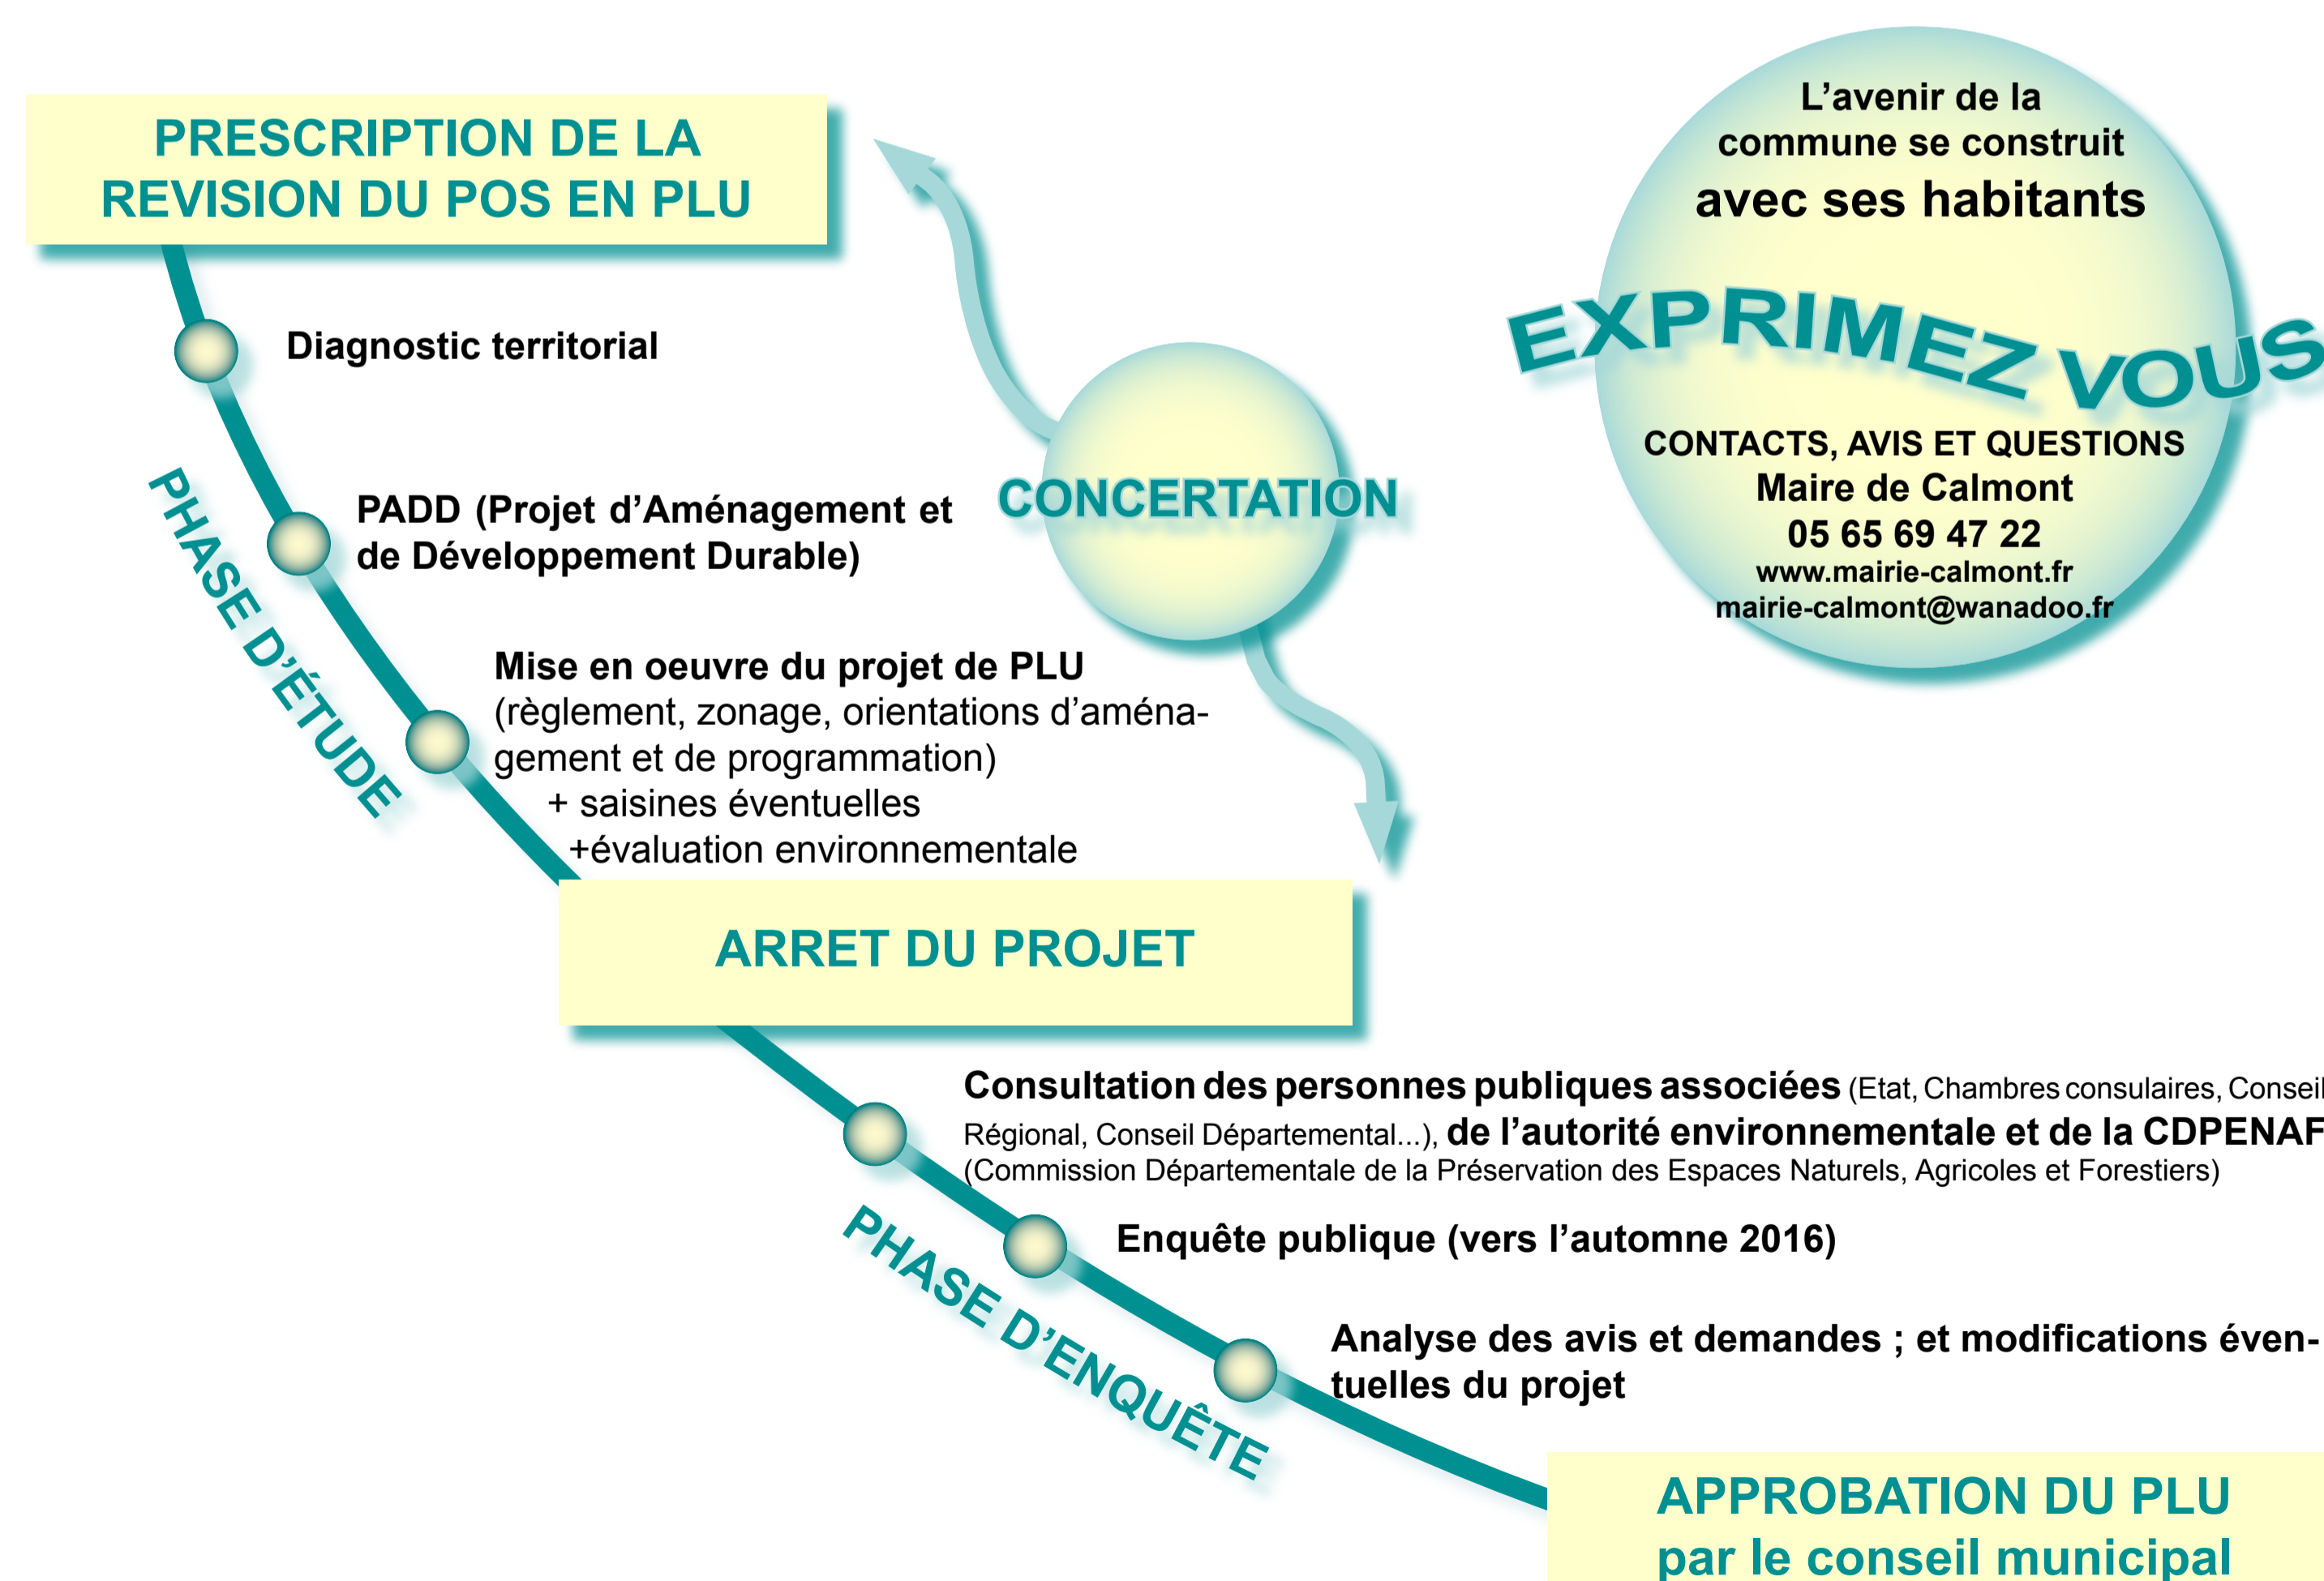 PRESCRIPTION DE LA
REVISION DU POS EN PLU
Diagnostic territorial
PADD (Projet d’Aménagement et
de Développement Durable)
Mise en oeuvre du projet de PLU
(règlement, zonage, orientations d’aména-
gement et de programmation)
+ saisines éventuelles
+évaluation environnementale
PHASE D’ÉTUDE
CONCERTATION
L’avenir de la
commune se construit
avec ses habitants
EXPRIMEZ VOUS
CONTACTS, AVIS ET QUESTIONS
Maire de Calmont
05 65 69 47 22
www.mairie-calmont.fr
mairie-calmont@wanadoo.fr
ARRET DU PROJET
Consultation des personnes publiques associées (Etat, Chambres consulaires, Conseil
Régional, Conseil Départemental...), de l’autorité environnementale et de la CDPENAF
(Commission Départementale de la Préservation des Espaces Naturels, Agricoles et Forestiers)
Enquête publique (vers l’automne 2016)
Analyse des avis et demandes ; et modifications éven-
tuelles du projet
PHASE D’ENQUÊTE
APPROBATION DU PLU
par le conseil municipal